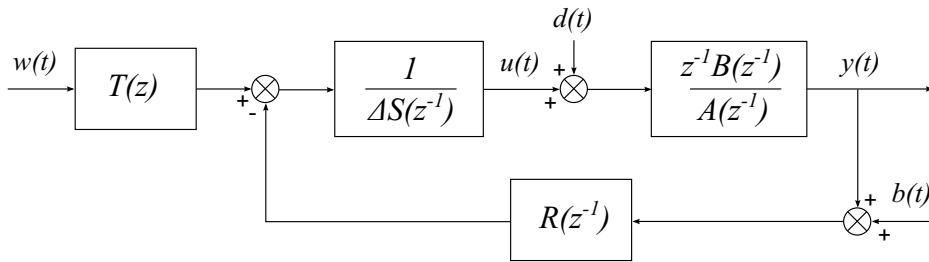 d(t)
w(t)
T(z)
+
-
1
ΔS(z⁻¹)
u(t)
+
+
z⁻¹B(z⁻¹)
A(z⁻¹)
y(t)
R(z⁻¹)
+
+
b(t)